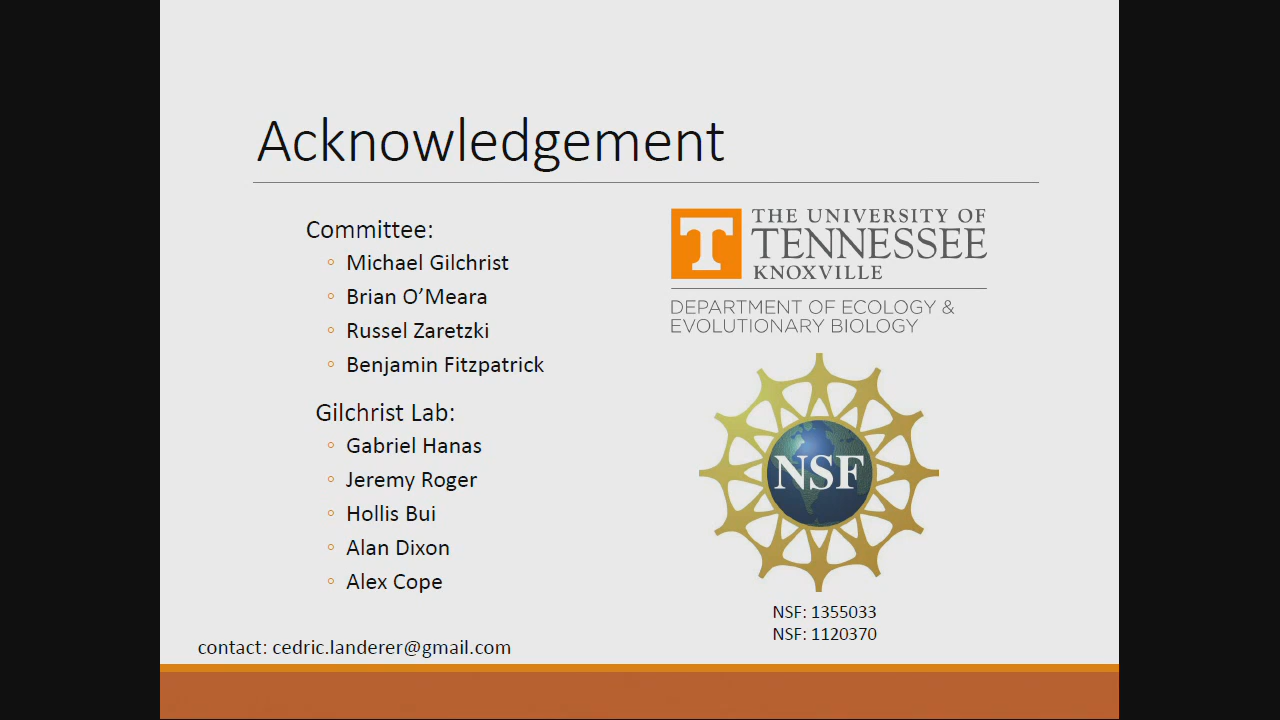 Acknowledgement
Committee:
Michael Gilchrist
Brian O’Meara
Russel Zaretzki
Benjamin Fitzpatrick
Gilchrist Lab:
Gabriel Hanas
Jeremy Roger
Hollis Bui
Alan Dixon
Alex Cope
contact: cedric.landerer@gmail.com
T
THE UNIVERSITY OF
TENNESSEE
KNOXVILLE
DEPARTMENT OF ECOLOGY &
EVOLUTIONARY BIOLOGY
NSF
NSF: 1355033
NSF: 1120370